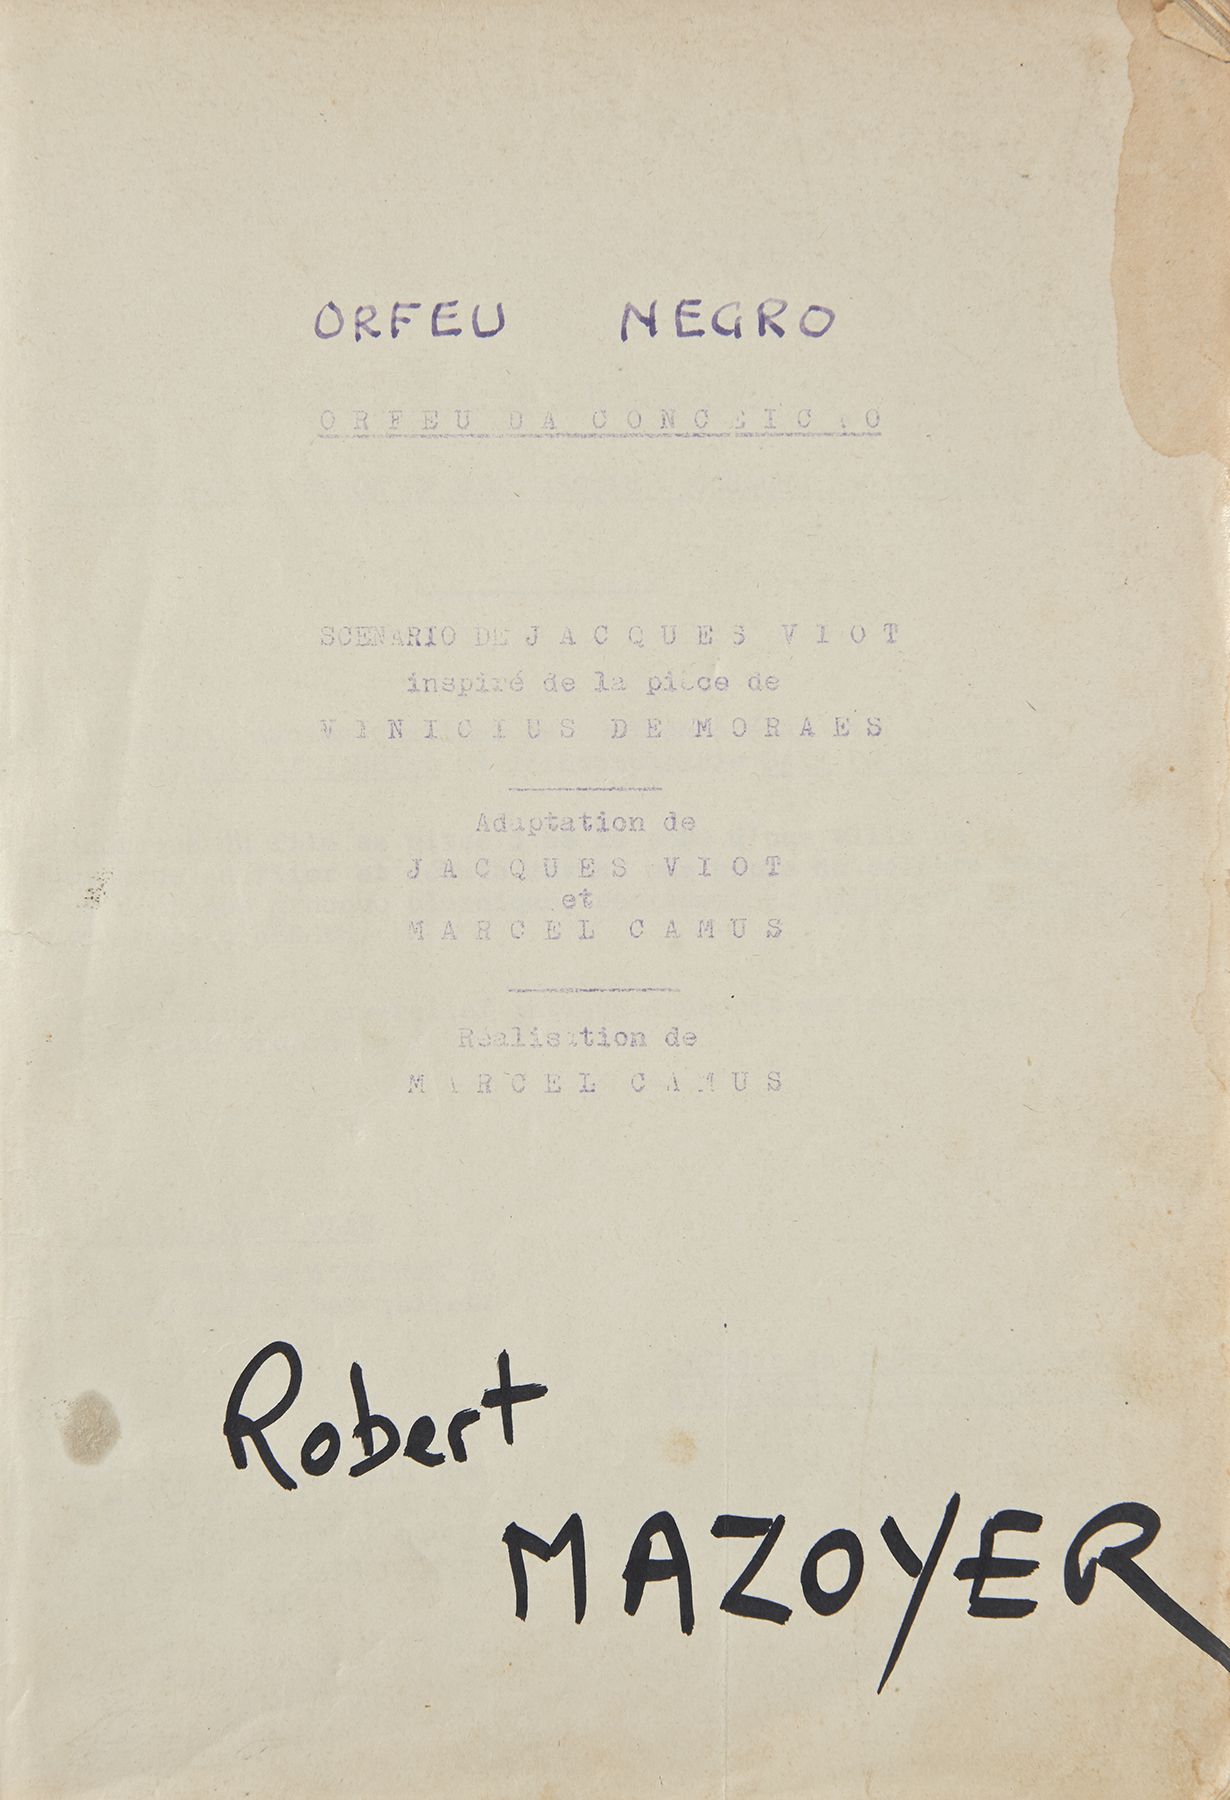 ORFEU NEGRO
ORFEU DA CONCEICAO
SCENARIO DE JACQUES VIOT
inspiré de la pièce de
VINICIUS DE MORAES
Adaptation de
JACQUES VIOT
et
MARCEL CAMUS
Réalisation de
MARCEL CAMUS
Robert
MAZOYER